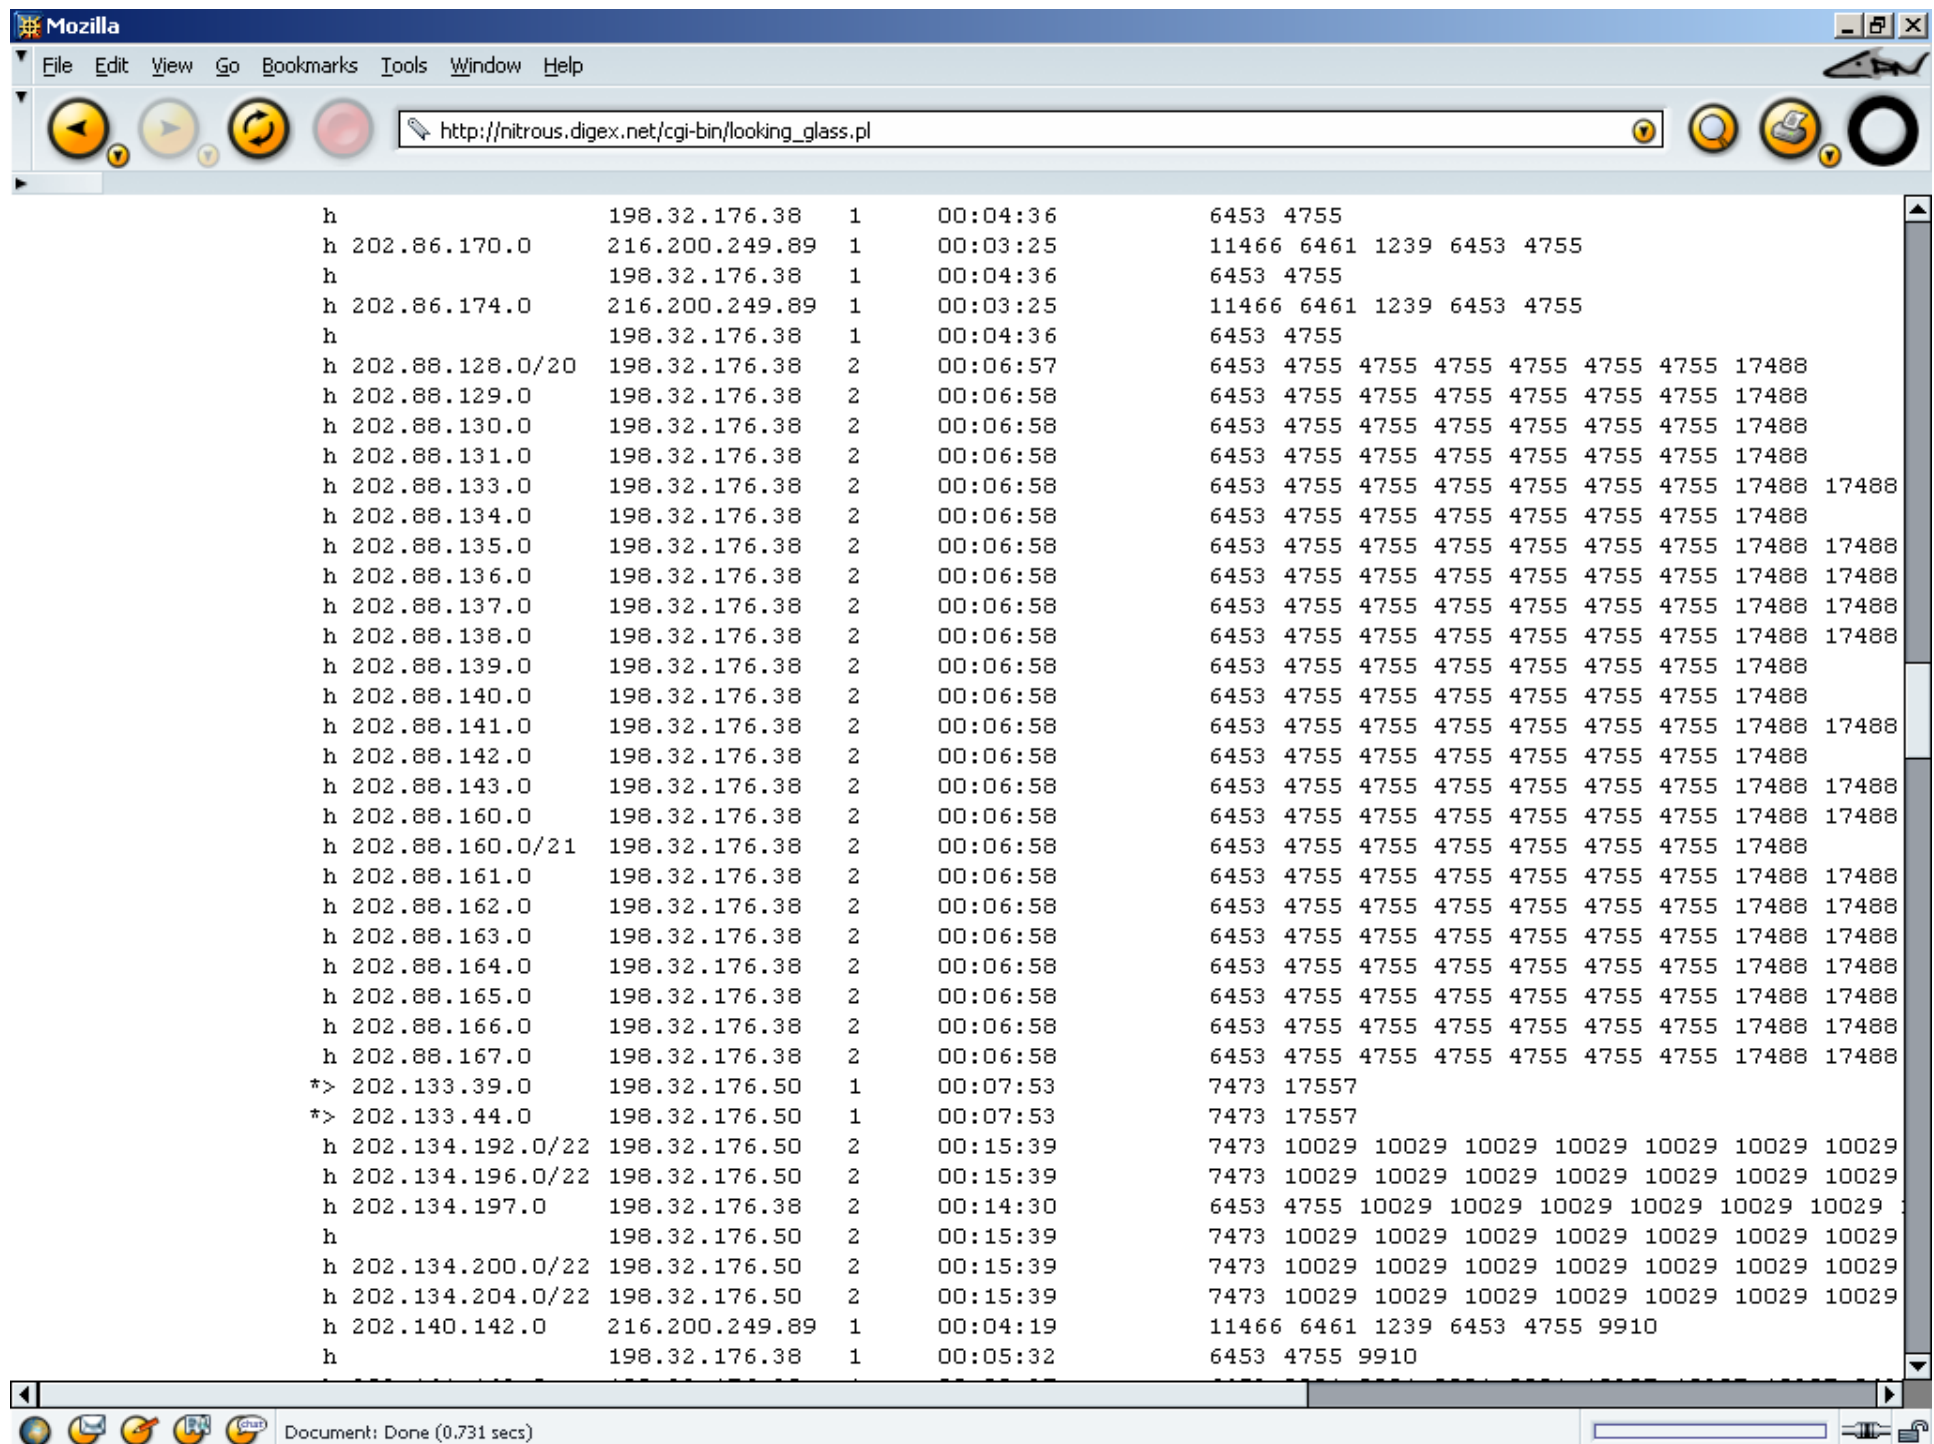 Mozilla
File Edit View Go Bookmarks Tools Window Help
http://nitrous.digex.net/cgi-bin/looking_glass.pl
h 198.32.176.38 1 00:04:36 6453 4755
h 202.86.170.0 216.200.249.89 1 00:03:25 11466 6461 1239 6453 4755
h 198.32.176.38 1 00:04:36 6453 4755
h 202.86.174.0 216.200.249.89 1 00:03:25 11466 6461 1239 6453 4755
h 198.32.176.38 1 00:04:36 6453 4755
h 202.88.128.0/20 198.32.176.38 2 00:06:57 6453 4755 4755 4755 4755 4755 4755 17488
h 202.88.129.0 198.32.176.38 2 00:06:58 6453 4755 4755 4755 4755 4755 4755 17488
h 202.88.130.0 198.32.176.38 2 00:06:58 6453 4755 4755 4755 4755 4755 4755 17488
h 202.88.131.0 198.32.176.38 2 00:06:58 6453 4755 4755 4755 4755 4755 4755 17488
h 202.88.133.0 198.32.176.38 2 00:06:58 6453 4755 4755 4755 4755 4755 4755 17488 17488
h 202.88.134.0 198.32.176.38 2 00:06:58 6453 4755 4755 4755 4755 4755 4755 17488
h 202.88.135.0 198.32.176.38 2 00:06:58 6453 4755 4755 4755 4755 4755 4755 17488 17488
h 202.88.136.0 198.32.176.38 2 00:06:58 6453 4755 4755 4755 4755 4755 4755 17488 17488
h 202.88.137.0 198.32.176.38 2 00:06:58 6453 4755 4755 4755 4755 4755 4755 17488 17488
h 202.88.138.0 198.32.176.38 2 00:06:58 6453 4755 4755 4755 4755 4755 4755 17488 17488
h 202.88.139.0 198.32.176.38 2 00:06:58 6453 4755 4755 4755 4755 4755 4755 17488
h 202.88.140.0 198.32.176.38 2 00:06:58 6453 4755 4755 4755 4755 4755 4755 17488
h 202.88.141.0 198.32.176.38 2 00:06:58 6453 4755 4755 4755 4755 4755 4755 17488 17488
h 202.88.142.0 198.32.176.38 2 00:06:58 6453 4755 4755 4755 4755 4755 4755 17488
h 202.88.143.0 198.32.176.38 2 00:06:58 6453 4755 4755 4755 4755 4755 4755 17488 17488
h 202.88.160.0 198.32.176.38 2 00:06:58 6453 4755 4755 4755 4755 4755 4755 17488 17488
h 202.88.160.0/21 198.32.176.38 2 00:06:58 6453 4755 4755 4755 4755 4755 4755 17488
h 202.88.161.0 198.32.176.38 2 00:06:58 6453 4755 4755 4755 4755 4755 4755 17488 17488
h 202.88.162.0 198.32.176.38 2 00:06:58 6453 4755 4755 4755 4755 4755 4755 17488 17488
h 202.88.163.0 198.32.176.38 2 00:06:58 6453 4755 4755 4755 4755 4755 4755 17488 17488
h 202.88.164.0 198.32.176.38 2 00:06:58 6453 4755 4755 4755 4755 4755 4755 17488 17488
h 202.88.165.0 198.32.176.38 2 00:06:58 6453 4755 4755 4755 4755 4755 4755 17488 17488
h 202.88.166.0 198.32.176.38 2 00:06:58 6453 4755 4755 4755 4755 4755 4755 17488 17488
h 202.88.167.0 198.32.176.38 2 00:06:58 6453 4755 4755 4755 4755 4755 4755 17488 17488
*> 202.133.39.0 198.32.176.50 1 00:07:53 7473 17557
*> 202.133.44.0 198.32.176.50 1 00:07:53 7473 17557
h 202.134.192.0/22 198.32.176.50 2 00:15:39 7473 10029 10029 10029 10029 10029 10029 10029
h 202.134.196.0/22 198.32.176.50 2 00:15:39 7473 10029 10029 10029 10029 10029 10029 10029
h 202.134.197.0 198.32.176.38 2 00:14:30 6453 4755 10029 10029 10029 10029 10029 10029
h 198.32.176.50 2 00:15:39 7473 10029 10029 10029 10029 10029 10029 10029
h 202.134.200.0/22 198.32.176.50 2 00:15:39 7473 10029 10029 10029 10029 10029 10029 10029
h 202.134.204.0/22 198.32.176.50 2 00:15:39 7473 10029 10029 10029 10029 10029 10029 10029
h 202.140.142.0 216.200.249.89 1 00:04:19 11466 6461 1239 6453 4755 9910
h 198.32.176.38 1 00:05:32 6453 4755 9910
Document: Done (0.731 secs)